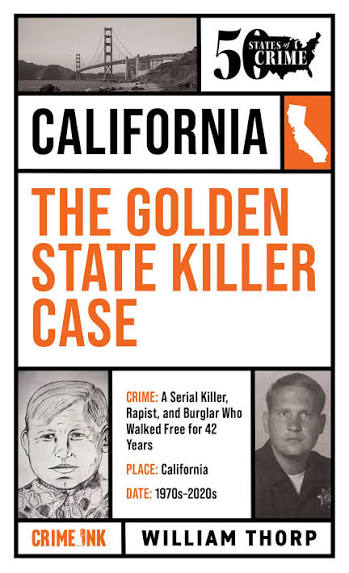 50 STATES of
CRIME
CALIFORNIA
THE GOLDEN
STATE KILLER
CASE
CRIME: A Serial Killer,
Rapist, and Burglar Who
Walked Free for 42
Years
PLACE: California
DATE: 1970s-2020s
CRIME INK
WILLIAM THORP